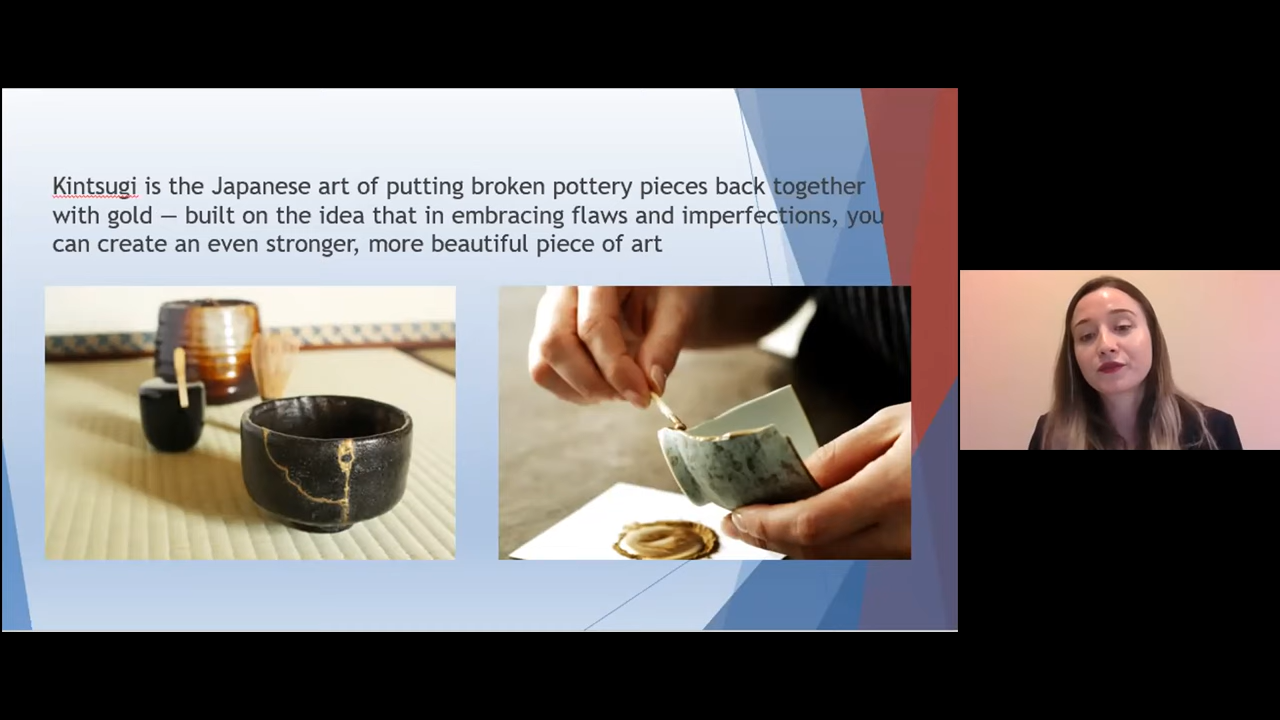 Kintsugi is the Japanese art of putting broken pottery pieces back together
with gold — built on the idea that in embracing flaws and imperfections, you
can create an even stronger, more beautiful piece of art